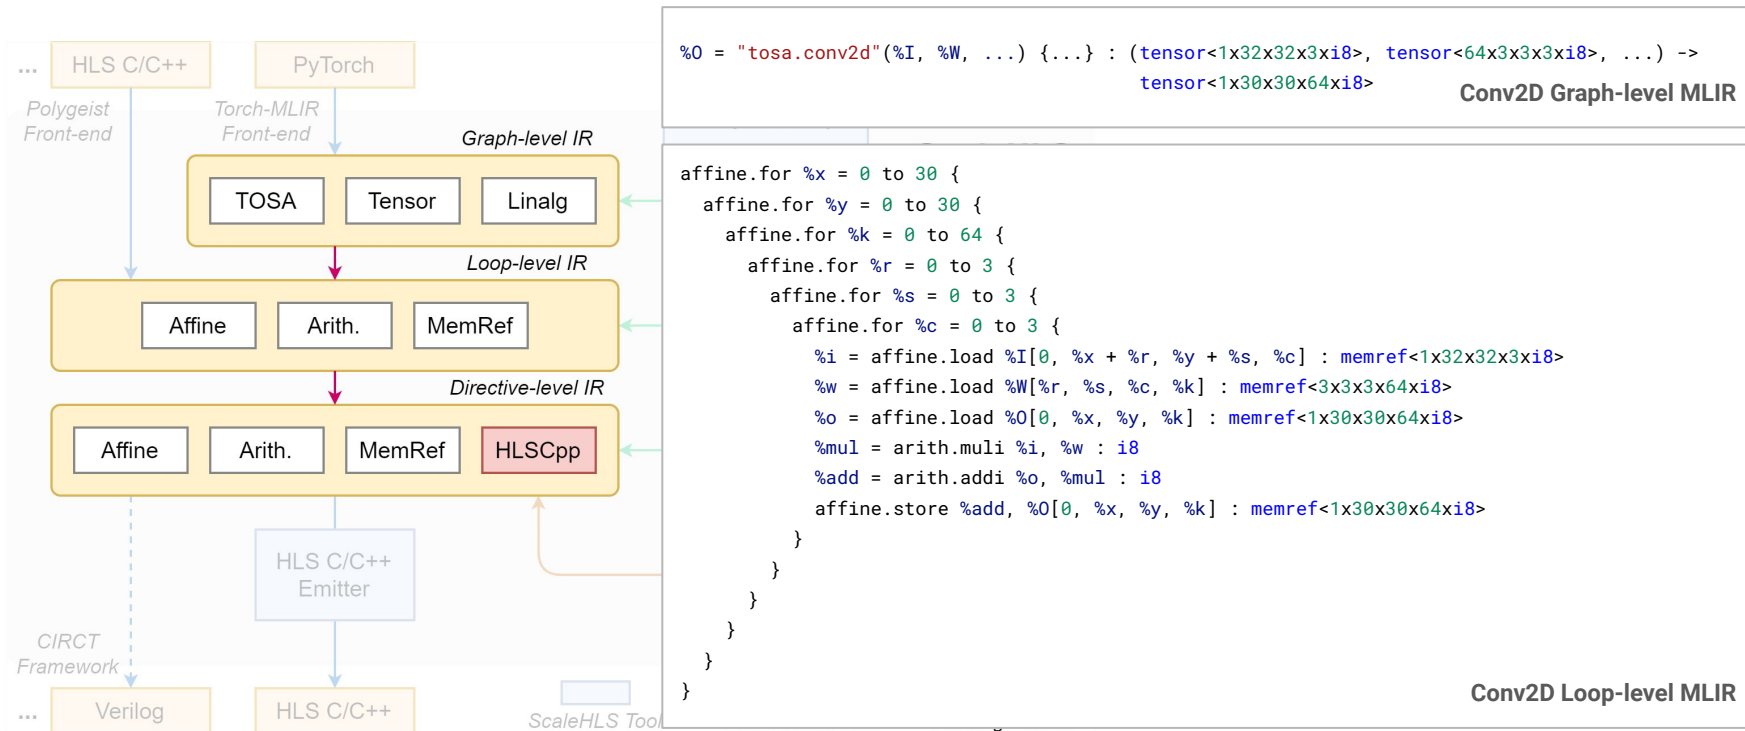 ... HLS C/C++ PyTorch
Polygeist
Front-end
Torch-MLIR
Front-end
Graph-level IR
TOSA Tensor Linalg
Loop-level IR
Affine Arith. MemRef
Directive-level IR
Affine Arith. MemRef HLSCpp
HLS C/C++
Emitter
CIRCT
Framework
... Verilog HLS C/C++
ScaleHLS Tool
%O = "tosa.conv2d"(%I, %W, ...) {...} : (tensor<1x32x32x3xi8>, tensor<64x3x3x3xi8>, ...) ->
tensor<1x30x30x64xi8>
Conv2D Graph-level MLIR
affine.for %x = 0 to 30 {
affine.for %y = 0 to 30 {
affine.for %k = 0 to 64 {
affine.for %r = 0 to 3 {
affine.for %s = 0 to 3 {
affine.for %c = 0 to 3 {
%i = affine.load %I[0, %x + %r, %y + %s, %c] : memref<1x32x32x3xi8>
%w = affine.load %W[%r, %s, %c, %k] : memref<3x3x3x64xi8>
%o = affine.load %O[0, %x, %y, %k] : memref<1x30x30x64xi8>
%mul = arith.muli %i, %w : i8
%add = arith.addi %o, %mul : i8
affine.store %add, %O[0, %x, %y, %k] : memref<1x30x30x64xi8>
}
}
}
}
}
}
Conv2D Loop-level MLIR